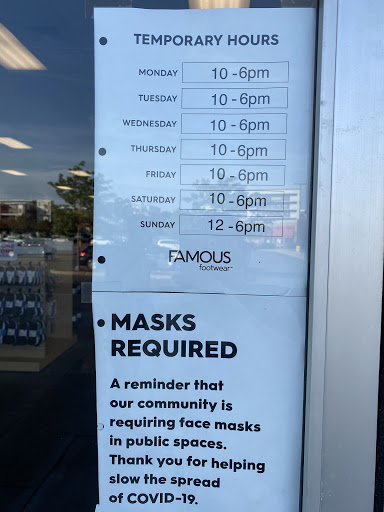 TEMPORARY HOURS
MONDAY 10 - 6pm
TUESDAY 10 - 6pm
WEDNESDAY 10 - 6pm
THURSDAY 10 - 6pm
FRIDAY 10 - 6pm
SATURDAY 10 - 6pm
SUNDAY 12 - 6pm
FAMOUS
footwear
MASKS
REQUIRED
A reminder that
our community is
requiring face masks
in public spaces.
Thank you for helping
slow the spread
of COVID-19.